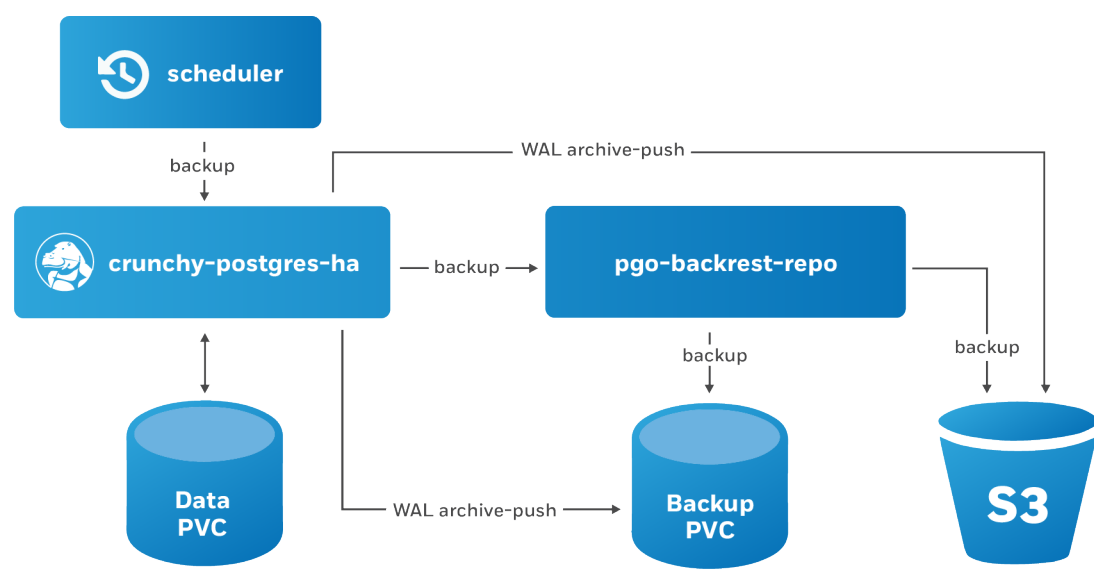 scheduler
backup
WAL archive-push
crunchy-postgres-ha
backup
pgo-backrest-repo
backup
backup
Data
PVC
WAL archive-push
Backup
PVC
S3